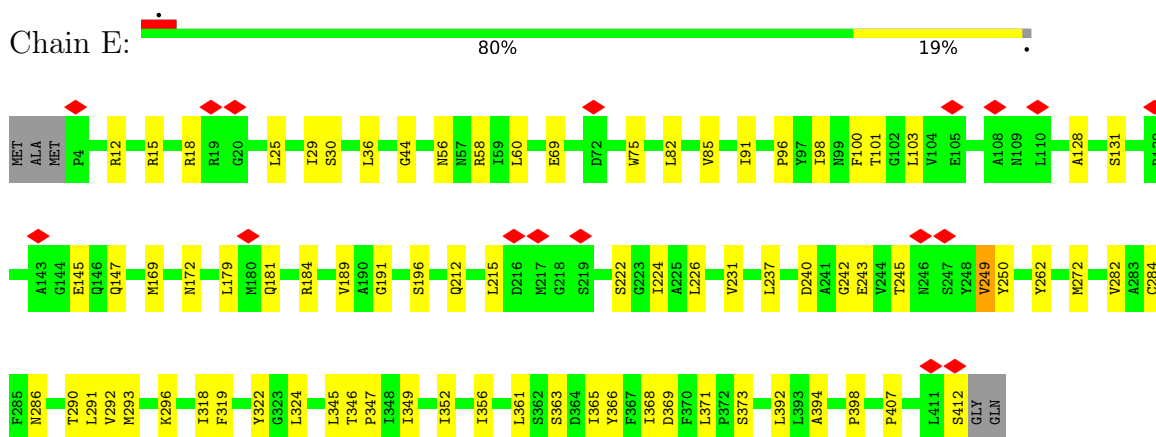 Chain E:
80% 19%
MET ALA MET P4 R12 R15 R18 R19 G20 L25 I29 S30 L36 G44 N56 N57 R58 I59 L60 E69 D72 W75 L82 V85 I91 P96 Y97 I98 N99 F100 T101 G102 L103 V104 E105 A108 N109 L110 A128 S131
A143 G144 E145 Q146 Q147 M169 N172 L179 M180 Q181 R184 V189 A190 G191 S196 Q212 L215 D216 M217 G218 S219 S222 G223 I224 A225 L226 V231 L237 D240 A241 G242 E243 V244 T245 N246 S247 Y248 V249 Y250 Y262 M272 V282 A283 C284
F285 N286 T290 L291 V292 M293 K296 I318 F319 Y322 G323 L324 L345 T346 P347 I348 I349 I352 I356 L361 S362 S363 D364 I365 Y366 F367 I368 D369 F370 L371 P372 S373 L392 L393 A394 P398 P407 L411 S412 GLY GLN